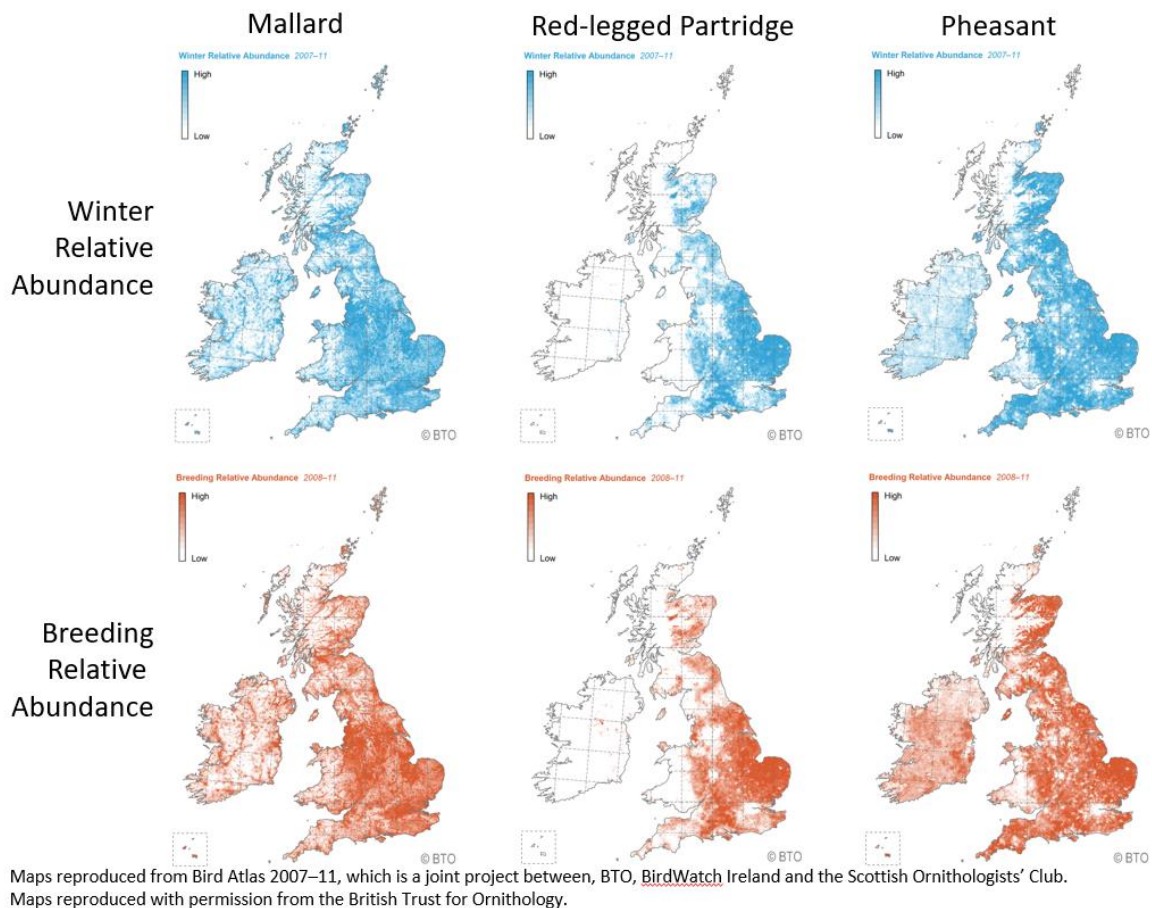 Mallard
Red-legged Partridge
Pheasant
Winter Relative Abundance 2007–11
High
Low
© BTO
Winter Relative Abundance 2007–11
High
Low
© BTO
Winter Relative Abundance 2007–11
High
Low
© BTO
Winter
Relative
Abundance
Breeding Relative Abundance 2008–11
High
Low
© BTO
Breeding Relative Abundance 2008–11
High
Low
© BTO
Breeding Relative Abundance 2008–11
High
Low
© BTO
Breeding
Relative
Abundance
Maps reproduced from Bird Atlas 2007–11, which is a joint project between, BTO, BirdWatch Ireland and the Scottish Ornithologists’ Club.
Maps reproduced with permission from the British Trust for Ornithology.